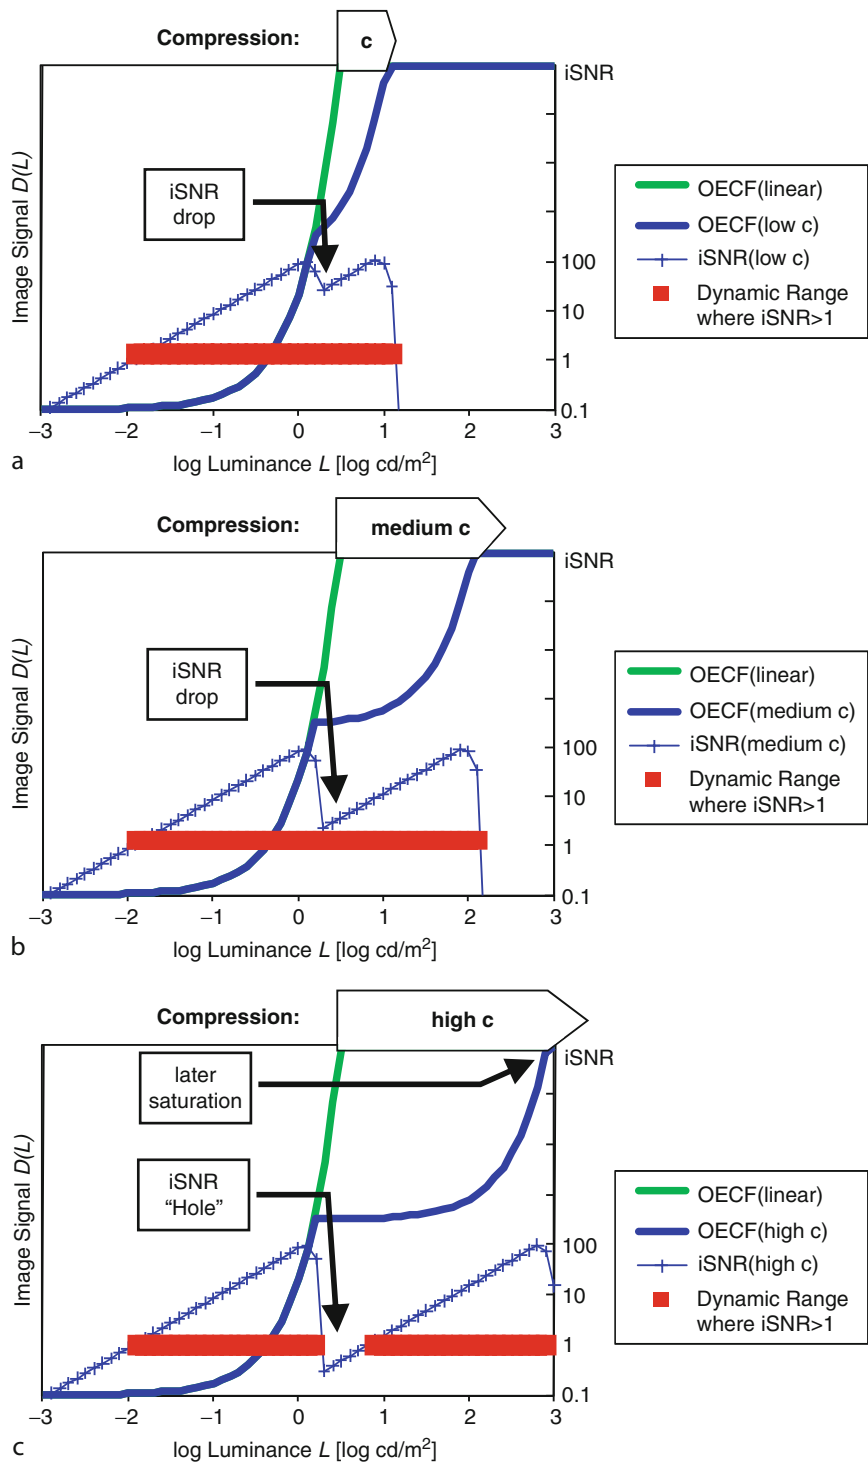 Compression: c
iSNR
Image Signal D(L)
iSNR
drop
100
10
1
0.1
–3 –2 –1 0 1 2 3
log Luminance L [log cd/m²]
OECF(linear)
OECF(low c)
iSNR(low c)
Dynamic Range
where iSNR>1
a
Compression: medium c
iSNR
Image Signal D(L)
iSNR
drop
100
10
1
0.1
–3 –2 –1 0 1 2 3
log Luminance L [log cd/m²]
OECF(linear)
OECF(medium c)
iSNR(medium c)
Dynamic Range
where iSNR>1
b
Compression: high c
iSNR
Image Signal D(L)
later
saturation
iSNR
“Hole”
100
10
1
0.1
–3 –2 –1 0 1 2 3
log Luminance L [log cd/m²]
OECF(linear)
OECF(high c)
iSNR(high c)
Dynamic Range
where iSNR>1
c